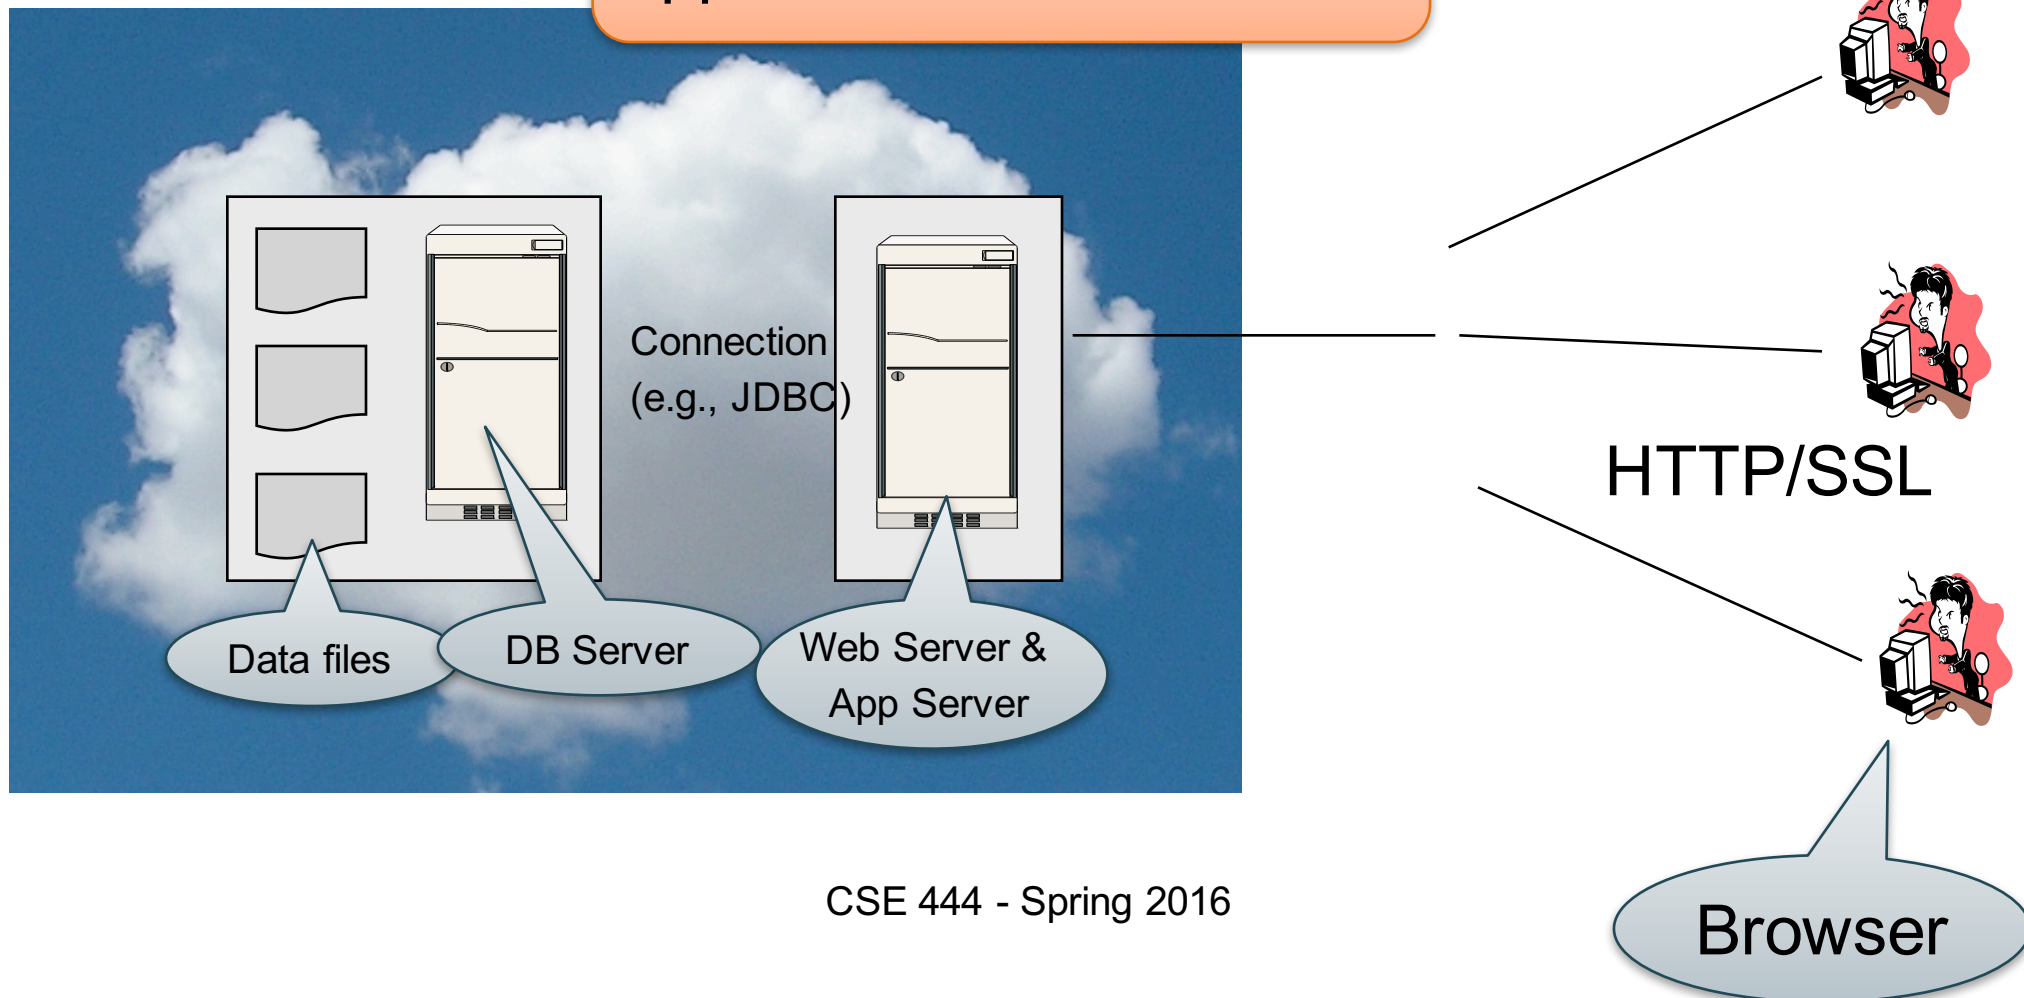 Connection
(e.g., JDBC)
HTTP/SSL
Data files
DB Server
Web Server &
App Server
CSE 444 - Spring 2016
Browser